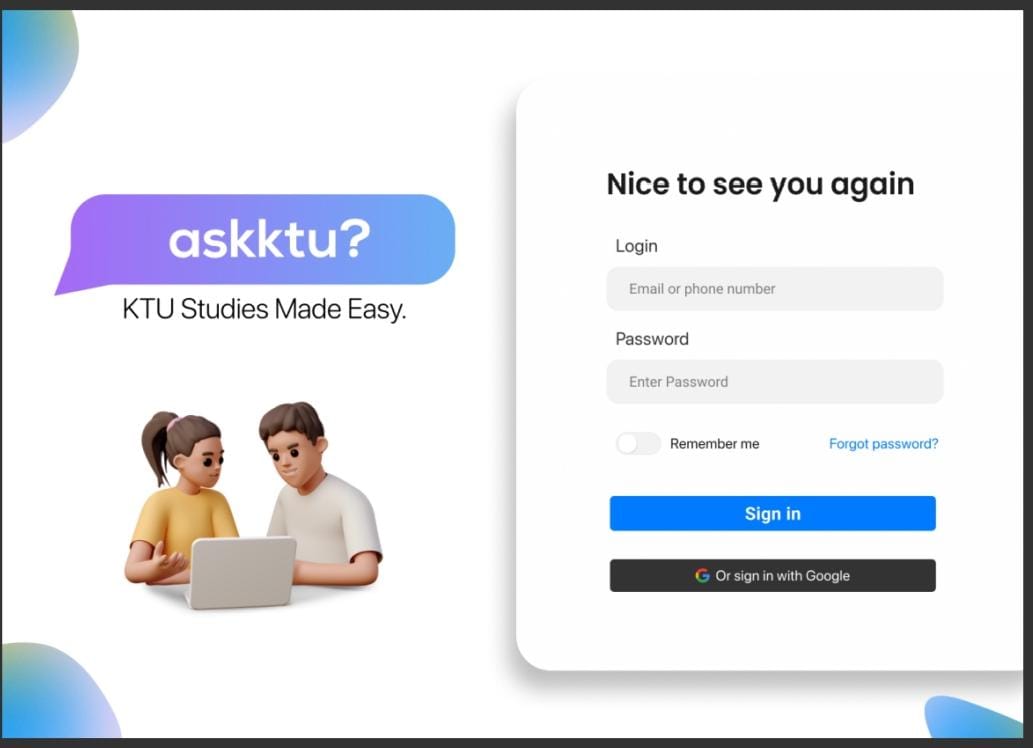 askktu?
KTU Studies Made Easy.
Nice to see you again
Login
Email or phone number
Password
Enter Password
Remember me
Forgot password?
Sign in
Or sign in with Google